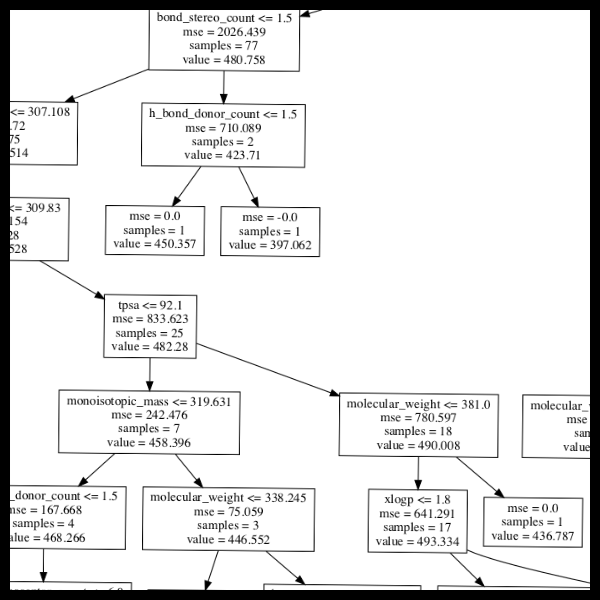 bond_stereo_count <= 1.5
mse = 2026.439
samples = 77
value = 480.758
<= 307.108
.72
75
514
h_bond_donor_count <= 1.5
mse = 710.089
samples = 2
value = 423.71
<= 309.83
154
28
528
mse = 0.0
samples = 1
value = 450.357
mse = -0.0
samples = 1
value = 397.062
tpsa <= 92.1
mse = 833.623
samples = 25
value = 482.28
monoisotopic_mass <= 319.631
mse = 242.476
samples = 7
value = 458.396
molecular_weight <= 381.0
mse = 780.597
samples = 18
value = 490.008
molecular_
mse
sam
value
_donor_count <= 1.5
mse = 167.668
samples = 4
value = 468.266
molecular_weight <= 338.245
mse = 75.059
samples = 3
value = 446.552
xlogp <= 1.8
mse = 641.291
samples = 17
value = 493.334
mse = 0.0
samples = 1
value = 436.787